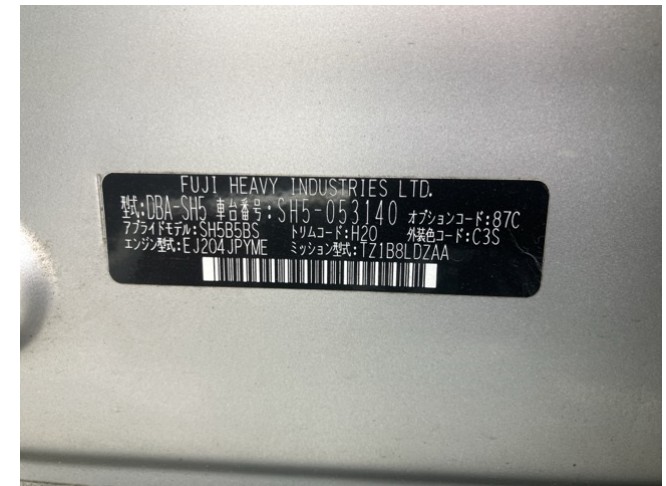 FUJI HEAVY INDUSTRIES LTD.
型式:DBA-SH5 車台番号:SH5-053140 オプションコード:87C
アプライドモデル:SH5B5BS トリムコード:H20 外装色コード:C3S
エンジン型式:EJ204JPYME ミッション型式:TZ1B8LDZAA